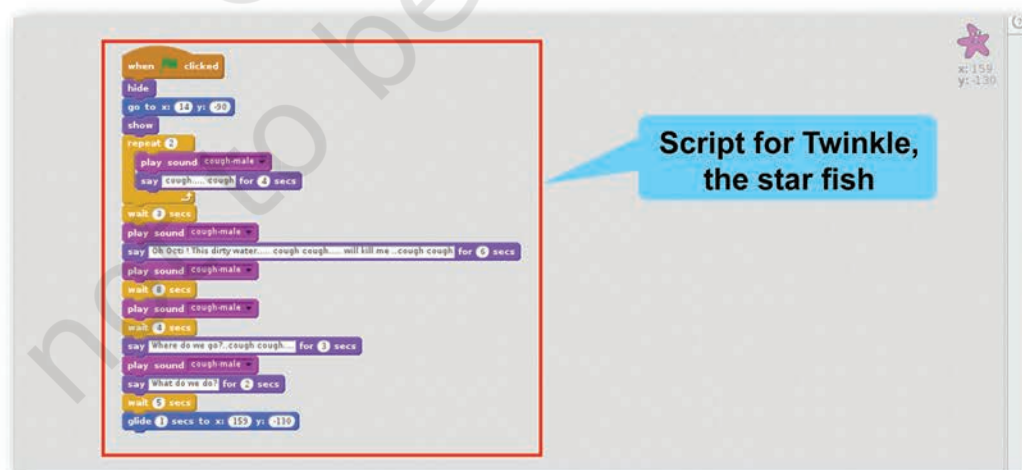 when clicked
hide
go to x: 14 y: -90
show
repeat 2
play sound cough-male
say cough..... cough for 4 secs
wait 3 secs
play sound cough-male
say Oh Octi ! This dirty water..... cough cough..... will kill me ..cough cough for 6 secs
play sound cough-male
wait 8 secs
play sound cough-male
wait 4 secs
say Where do we go?..cough cough.... for 3 secs
play sound cough-male
say What do we do? for 2 secs
wait 5 secs
glide 1 secs to x: 159 y: -130
Script for Twinkle,
the star fish
x: 159
y: -130
not to be